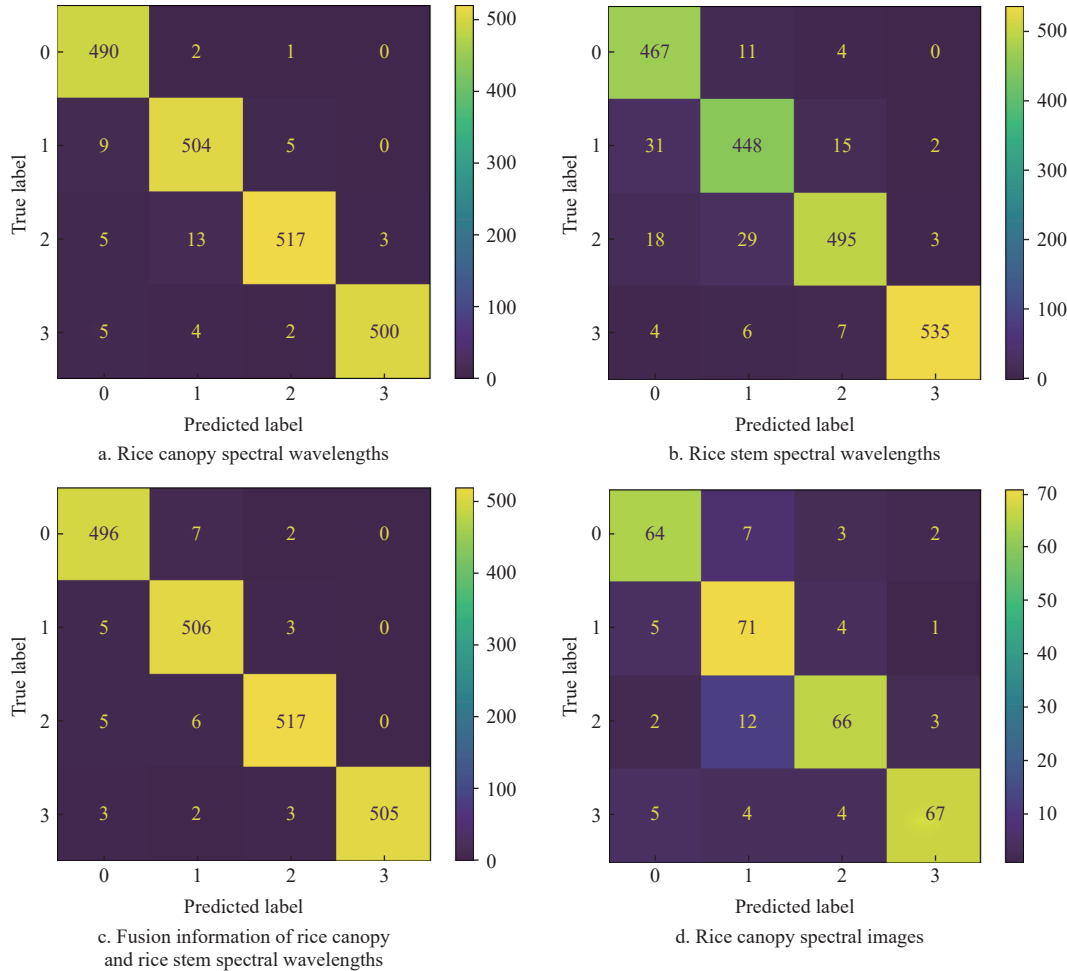 500
0 490 2 1 0
400
1 9 504 5 0
300
True label
200
2 5 13 517 3
100
3 5 4 2 500
0
0 1 2 3
Predicted label
a. Rice canopy spectral wavelengths
500
0 467 11 4 0
400
1 31 448 15 2
300
True label
200
2 18 29 495 3
100
3 4 6 7 535
0
0 1 2 3
Predicted label
b. Rice stem spectral wavelengths
500
0 496 7 2 0
400
1 5 506 3 0
300
True label
200
2 5 6 517 0
100
3 3 2 3 505
0
0 1 2 3
Predicted label
c. Fusion information of rice canopy
and rice stem spectral wavelengths
70
0 64 7 3 2
60
1 5 71 4 1
50
True label
40
30
2 2 12 66 3
20
3 5 4 4 67
10
0 1 2 3
Predicted label
d. Rice canopy spectral images